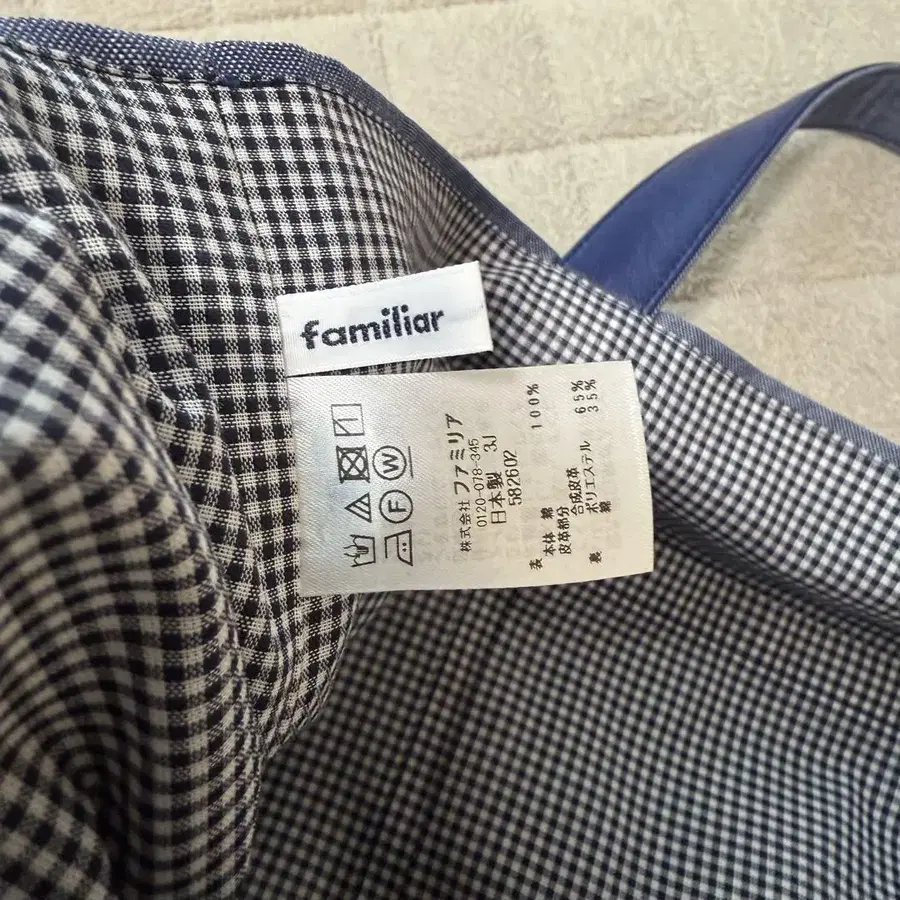 familiar
W
F
株式会社 ファミリア
0120-078-345
日本製 3J
582602
表 本体 綿 100%
皮革部分 合成皮革
裏 ポリエステル 65%
綿 35%